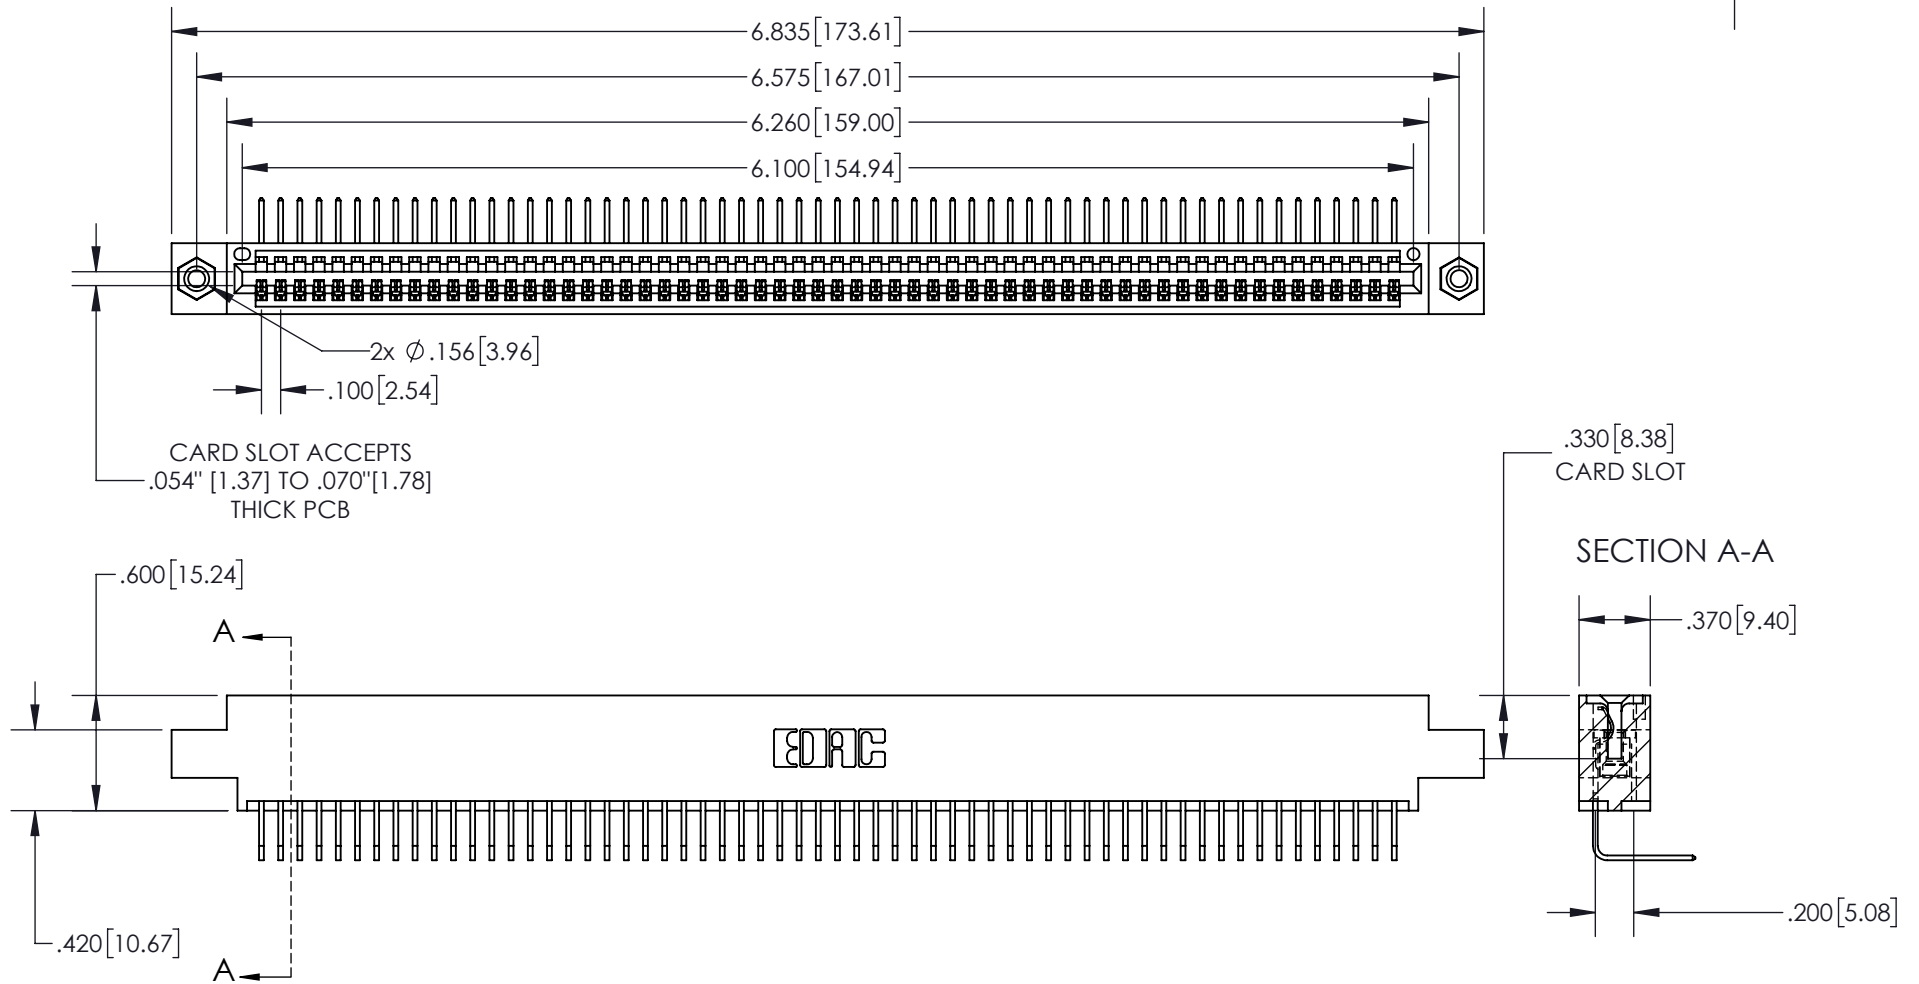 6.835[173.61]
6.575[167.01]
6.260[159.00]
6.100[154.94]
2x Ø.156[3.96]
.100[2.54]
CARD SLOT ACCEPTS
.054" [1.37] TO .070"[1.78]
THICK PCB
.330[8.38]
CARD SLOT
SECTION A-A
.600[15.24]
.370[9.40]
A
EDAC
.200[5.08]
.420[10.67]
A